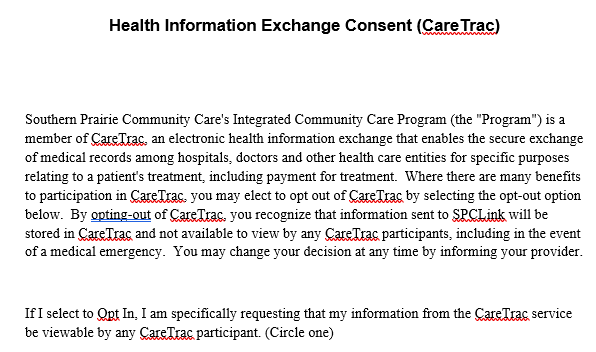 Health Information Exchange Consent (CareTrac)
Southern Prairie Community Care's Integrated Community Care Program (the "Program") is a
member of CareTrac, an electronic health information exchange that enables the secure exchange
of medical records among hospitals, doctors and other health care entities for specific purposes
relating to a patient's treatment, including payment for treatment.  Where there are many benefits
to participation in CareTrac, you may elect to opt out of CareTrac by selecting the opt-out option
below.  By opting-out of CareTrac, you recognize that information sent to SPCLink will be
stored in CareTrac and not available to view by any CareTrac participants, including in the event
of a medical emergency.  You may change your decision at any time by informing your provider.
If I select to Opt In, I am specifically requesting that my information from the CareTrac service
be viewable by any CareTrac participant. (Circle one)